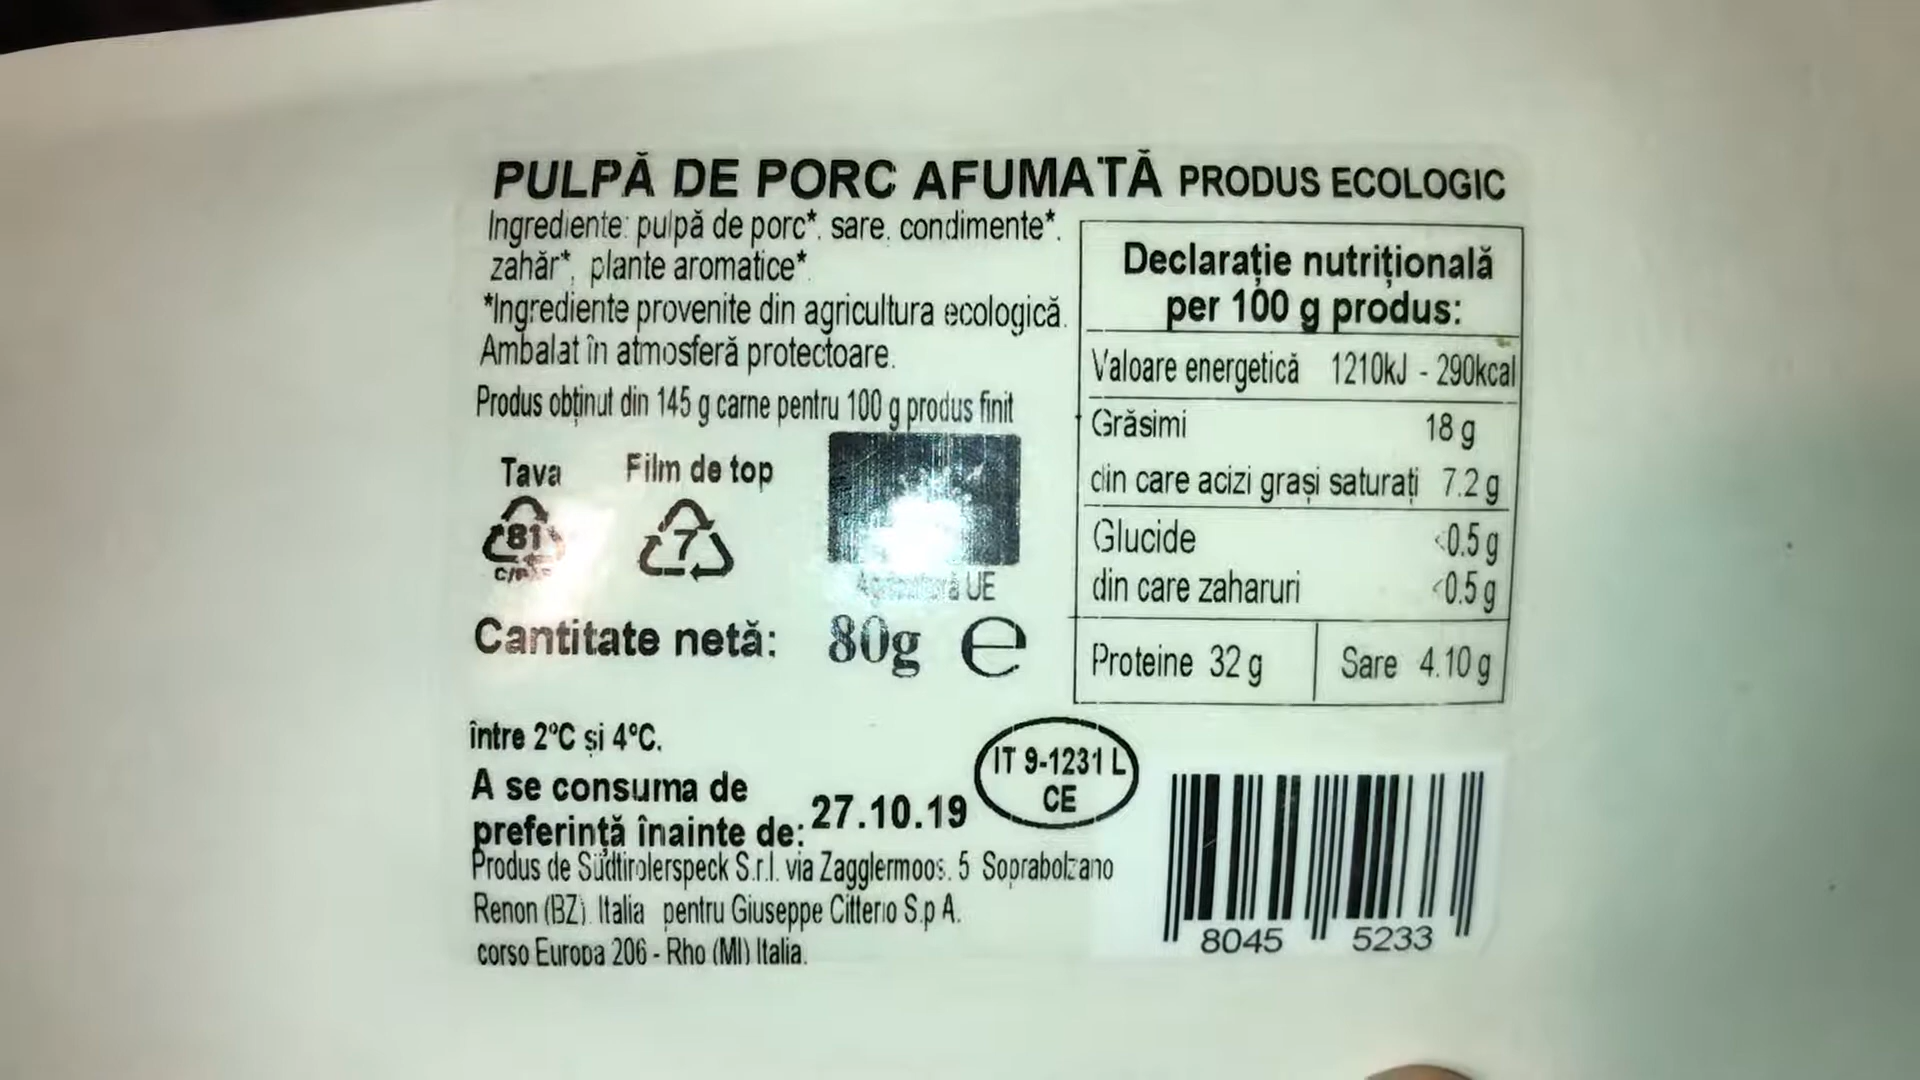 PULPĂ DE PORC AFUMATĂ PRODUS ECOLOGIC
Ingrediente: pulpă de porc*, sare, condimente*,
zahăr*, plante aromatice*
*Ingrediente provenite din agricultura ecologică.
Ambalat în atmosferă protectoare.
Produs obținut din 145 g carne pentru 100 g produs finit
Tava Film de top
81 7
UE
Cantitate netă: 80g e
Declarație nutrițională
per 100 g produs:
Valoare energetică 1210kJ - 290kcal
Grăsimi 18 g
din care acizi grași saturați 7.2 g
Glucide <0.5 g
din care zaharuri <0.5 g
Proteine 32 g Sare 4.10 g
între 2ºC și 4ºC.
A se consuma de
preferință înainte de: 27.10.19
IT 9-1231 L
CE
Produs de Südtirolerspeck S.r.l. via Zagglermoos, 5 Soprabolzano
Renon (BZ) Italia pentru Giuseppe Citterio S.p.A.
corso Europa 206 - Rho (MI) Italia.
8045 5233